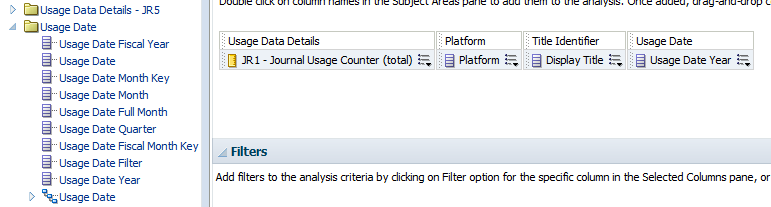 Usage Data Details - JR5
Usage Date
Usage Date Fiscal Year
Usage Date
Usage Date Month Key
Usage Date Month
Usage Date Full Month
Usage Date Quarter
Usage Date Fiscal Month Key
Usage Date Filter
Usage Date Year
Usage Date
Double click on column names in the Subject Areas pane to add them to the analysis. Once added, drag-and-drop c
Usage Data Details Platform Title Identifier Usage Date
JR1 - Journal Usage Counter (total) Platform Display Title Usage Date Year
Filters
Add filters to the analysis criteria by clicking on Filter option for the specific column in the Selected Columns pane, or